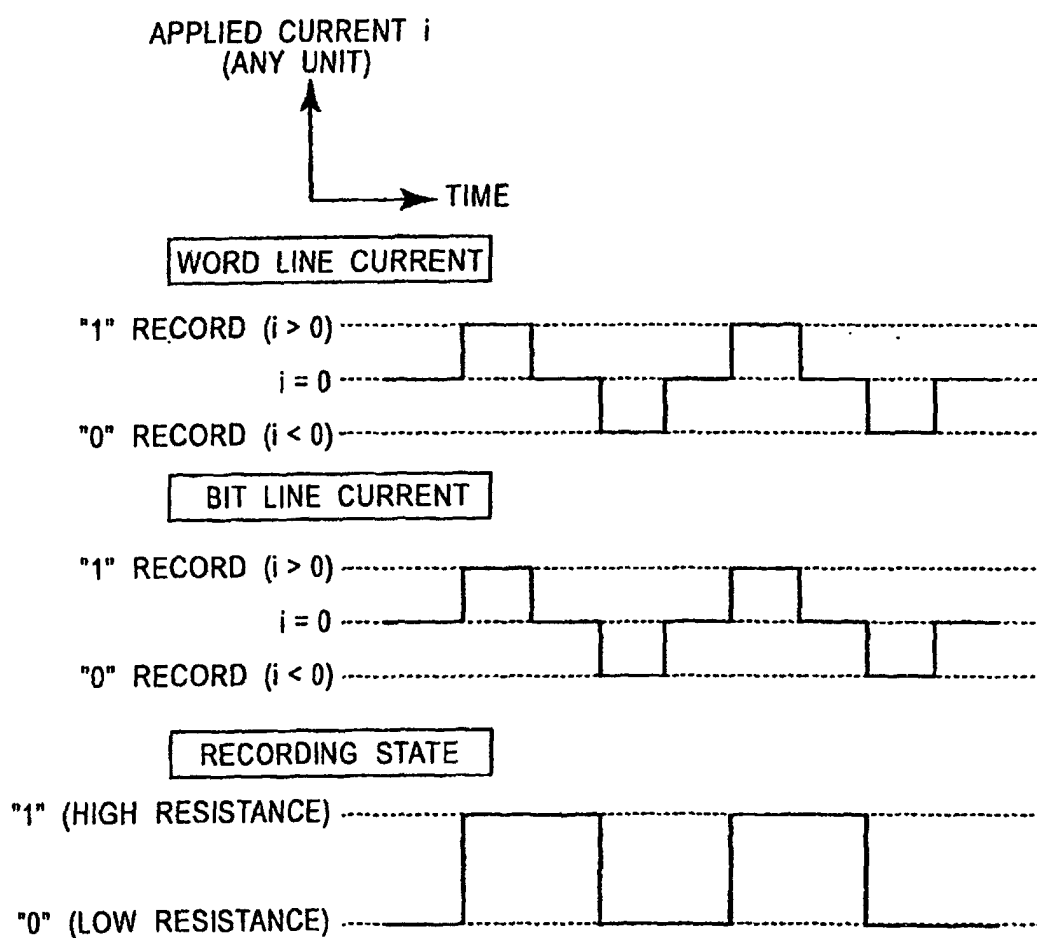 APPLIED CURRENT i
(ANY UNIT)
TIME
WORD LINE CURRENT
"1" RECORD (i > 0)
i = 0
"0" RECORD (i < 0)
BIT LINE CURRENT
"1" RECORD (i > 0)
i = 0
"0" RECORD (i < 0)
RECORDING STATE
"1" (HIGH RESISTANCE)
"0" (LOW RESISTANCE)